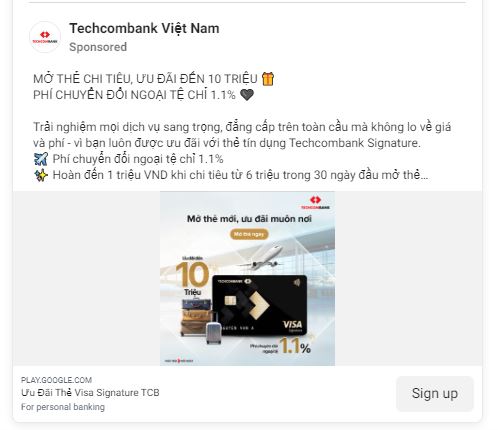 Techcombank Việt Nam
Sponsored
MỞ THẺ CHI TIÊU, ƯU ĐÃI ĐẾN 10 TRIỆU 🎁
PHÍ CHUYỂN ĐỔI NGOẠI TỆ CHỈ 1.1% 🖤
Trải nghiệm mọi dịch vụ sang trọng, đẳng cấp trên toàn cầu mà không lo về giá
và phí - vì bạn luôn được ưu đãi với thẻ tín dụng Techcombank Signature.
✈️ Phí chuyển đổi ngoại tệ chỉ 1.1%
✨ Hoàn đến 1 triệu VND khi chi tiêu từ 6 triệu trong 30 ngày đầu mở thẻ...
TECHCOMBANK
Mở thẻ mới, ưu đãi muôn nơi
Mở thẻ ngay
Ưu đãi đến
10
Triệu
TECHCOMBANK
NGUYEN VAN A
VISA
Signature
Phí chuyển đổi
ngoại tệ
1.1%
PLAY.GOOGLE.COM
Ưu Đãi Thẻ Visa Signature TCB
For personal banking
Sign up